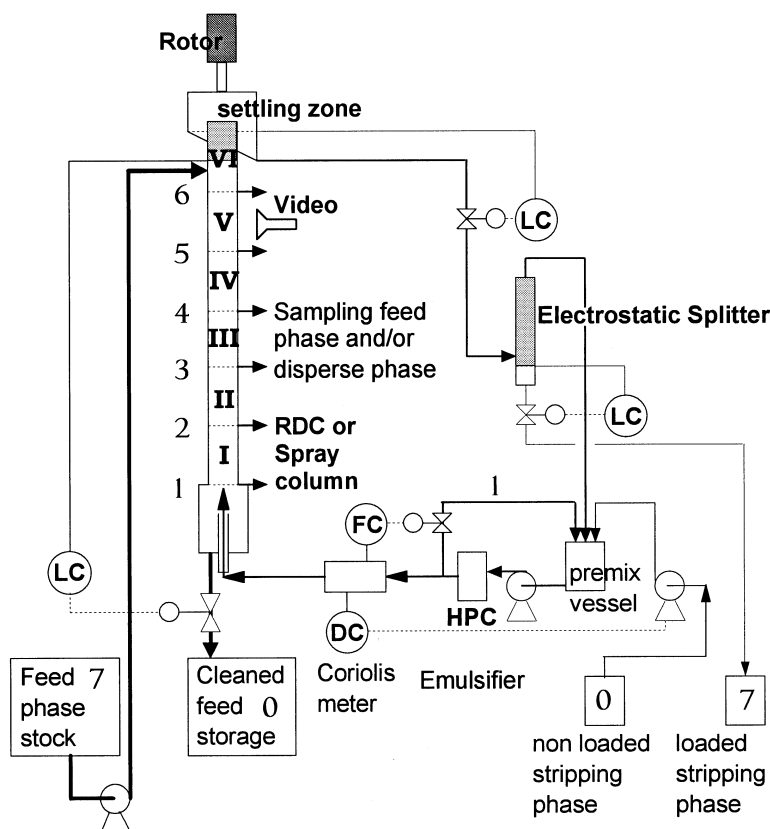 Rotor
settling zone
VI
6
V
Video
LC
5
IV
4
Sampling feed
phase and/or
disperse phase
III
3
Electrostatic Splitter
II
2
RDC or
Spray
column
LC
I
1
1
FC
LC
premix
vessel
HPC
DC
Coriolis
meter
Emulsifier
Feed 7
phase
stock
Cleaned
feed 0
storage
0
7
non loaded
stripping
phase
loaded
stripping
phase